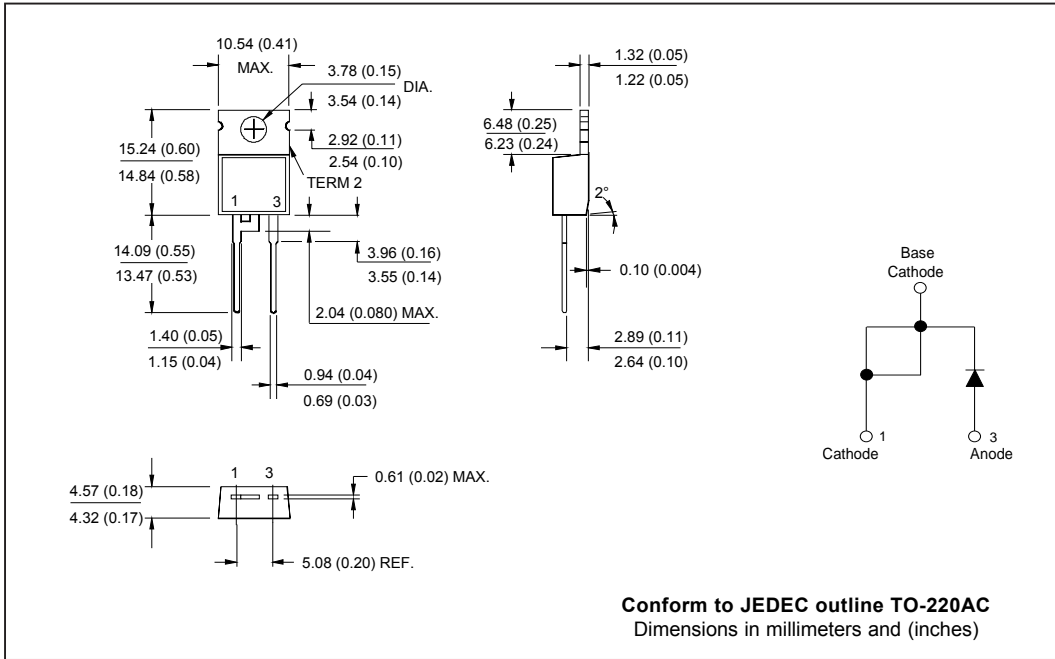 10.54 (0.41)
MAX.
3.78 (0.15)
3.54 (0.14)
DIA.
2.92 (0.11)
2.54 (0.10)
TERM 2
15.24 (0.60)
14.84 (0.58)
1 3
14.09 (0.55)
13.47 (0.53)
3.96 (0.16)
3.55 (0.14)
2.04 (0.080) MAX.
1.40 (0.05)
1.15 (0.04)
0.94 (0.04)
0.69 (0.03)
1.32 (0.05)
1.22 (0.05)
6.48 (0.25)
6.23 (0.24)
2°
0.10 (0.004)
2.89 (0.11)
2.64 (0.10)
Base
Cathode
1
Cathode
3
Anode
1 3
4.57 (0.18)
4.32 (0.17)
0.61 (0.02) MAX.
5.08 (0.20) REF.
Conform to JEDEC outline TO-220AC
Dimensions in millimeters and (inches)